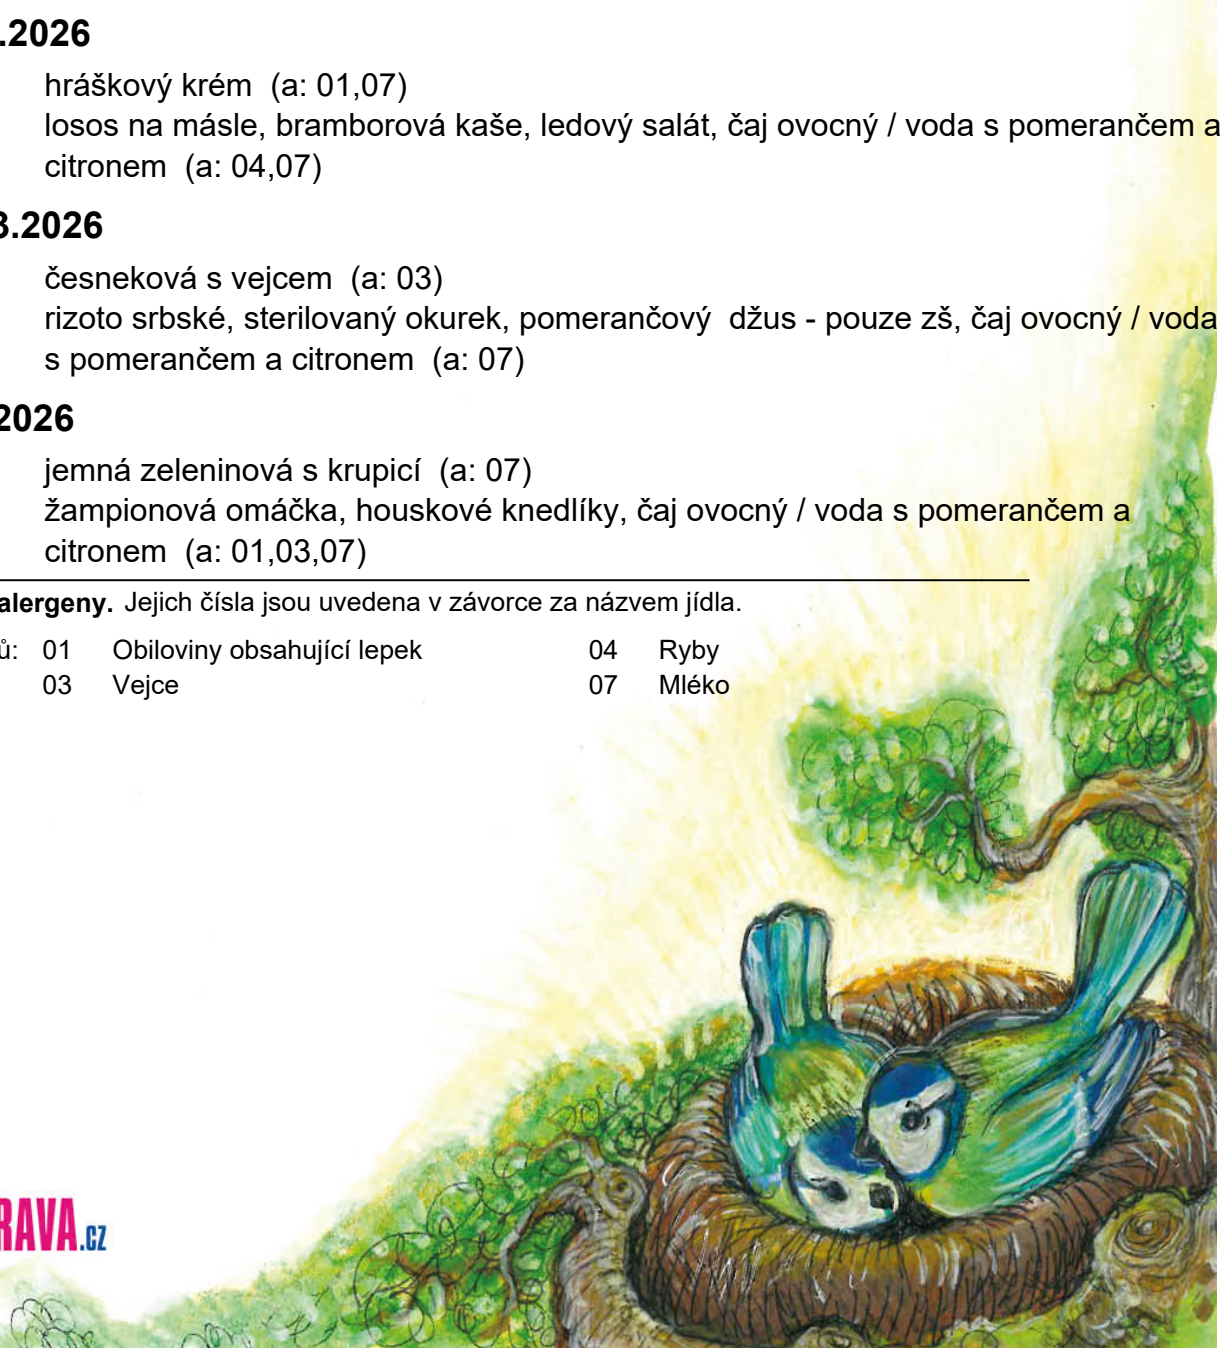 .2026
hráškový krém (a: 01,07)
losos na másle, bramborová kaše, ledový salát, čaj ovocný / voda s pomerančem a
citronem (a: 04,07)
3.2026
česneková s vejcem (a: 03)
rizoto srbské, sterilovaný okurek, pomerančový džus - pouze zš, čaj ovocný / voda
s pomerančem a citronem (a: 07)
2026
jemná zeleninová s krupicí (a: 07)
žampionová omáčka, houskové knedlíky, čaj ovocný / voda s pomerančem a
citronem (a: 01,03,07)
alergeny. Jejich čísla jsou uvedena v závorce za názvem jídla.
ů: 01 Obiloviny obsahující lepek 04 Ryby
03 Vejce 07 Mléko
RAVA.cz